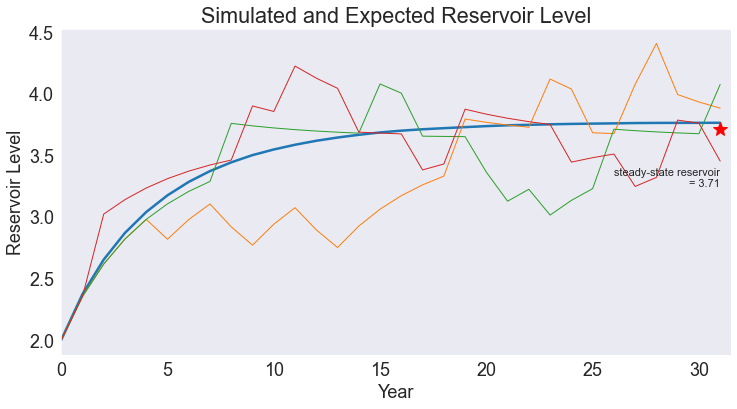 Simulated and Expected Reservoir Level
4.5
4.0
3.5
3.0
2.5
2.0
Reservoir Level
steady-state reservoir
= 3.71
0 5 10 15 20 25 30
Year